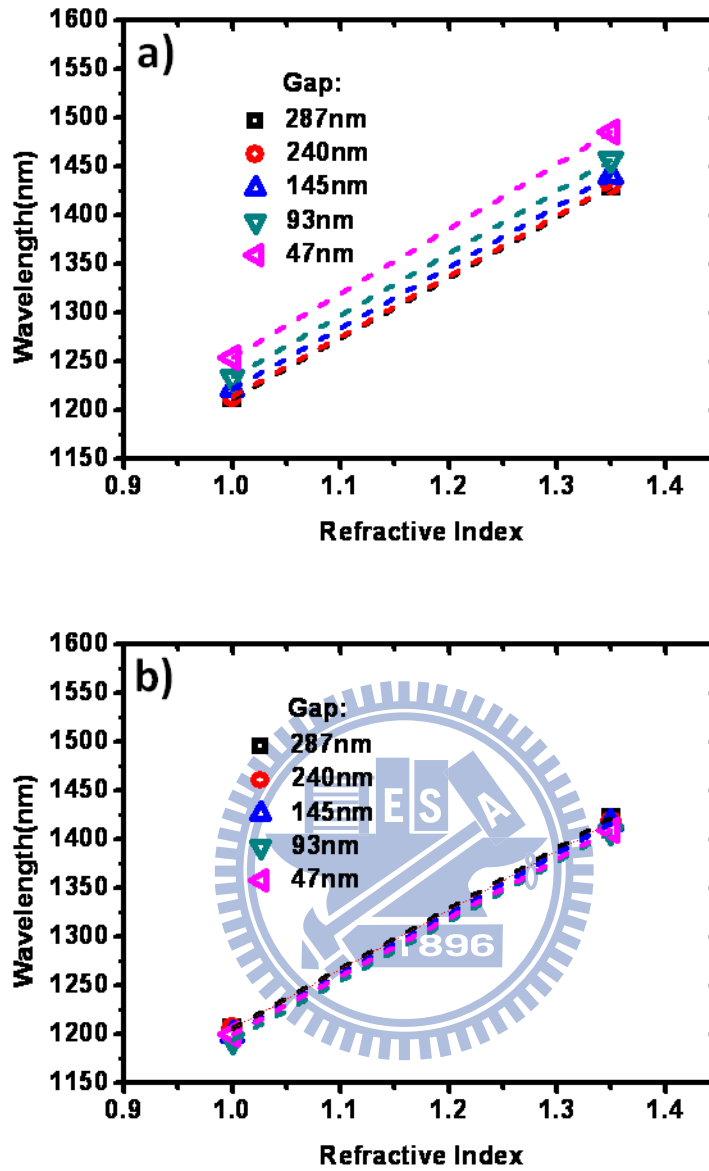 a)
Gap:
287nm
240nm
145nm
93nm
47nm
1600
1550
1500
1450
1400
1350
1300
1250
1200
1150
Wavelength(nm)
0.9 1.0 1.1 1.2 1.3 1.4
Refractive Index
b)
Gap:
287nm
240nm
145nm
93nm
47nm
1600
1550
1500
1450
1400
1350
1300
1250
1200
1150
Wavelength(nm)
E S A
1896
0.9 1.0 1.1 1.2 1.3 1.4
Refractive Index